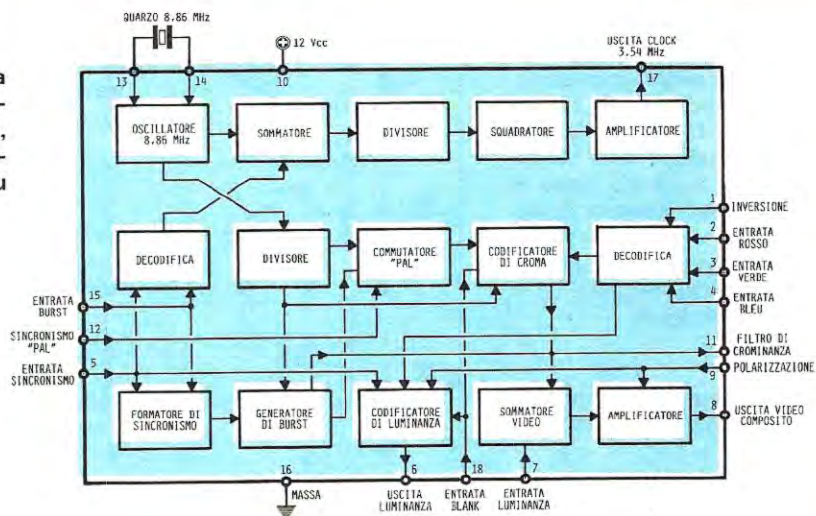 QUARZO 8,86 MHz
12 Vcc
USCITA CLOCK
3.54 MHz
13
14
10
17
a
-
,
-
u
OSCILLATORE
8,86 MHz
SOMMATORE
DIVISORE
SQUADRATORE
AMPLIFICATORE
DECODIFICA
DIVISORE
COMMUTATORE
"PAL"
CODIFICATORE
DI CROMA
DECODIFICA
1
INVERSIONE
2
ENTRATA
ROSSO
3
ENTRATA
VERDE
4
ENTRATA
BLEU
ENTRATA
BURST
15
SINCRONISMO
"PAL"
12
ENTRATA
SINCRONISMO
5
11
FILTRO DI
CROMINANZA
POLARIZZAZIONE
9
FORMATORE DI
SINCRONISMO
GENERATORE
DI BURST
CODIFICATORE
DI LUMINANZA
SOMMATORE
VIDEO
AMPLIFICATORE
8
USCITA VIDEO
COMPOSITO
16
MASSA
6
USCITA
LUMINANZA
18
ENTRATA
BLANK
7
ENTRATA
LUMINANZA